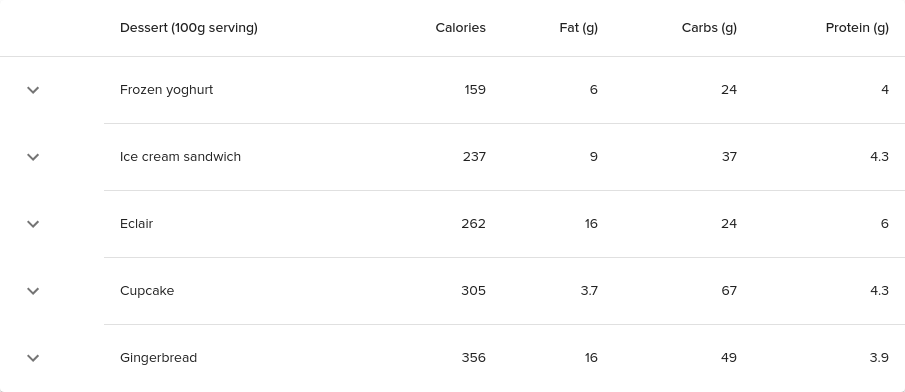 Dessert (100g serving) Calories Fat (g) Carbs (g) Protein (g)
Frozen yoghurt 159 6 24 4
Ice cream sandwich 237 9 37 4.3
Eclair 262 16 24 6
Cupcake 305 3.7 67 4.3
Gingerbread 356 16 49 3.9